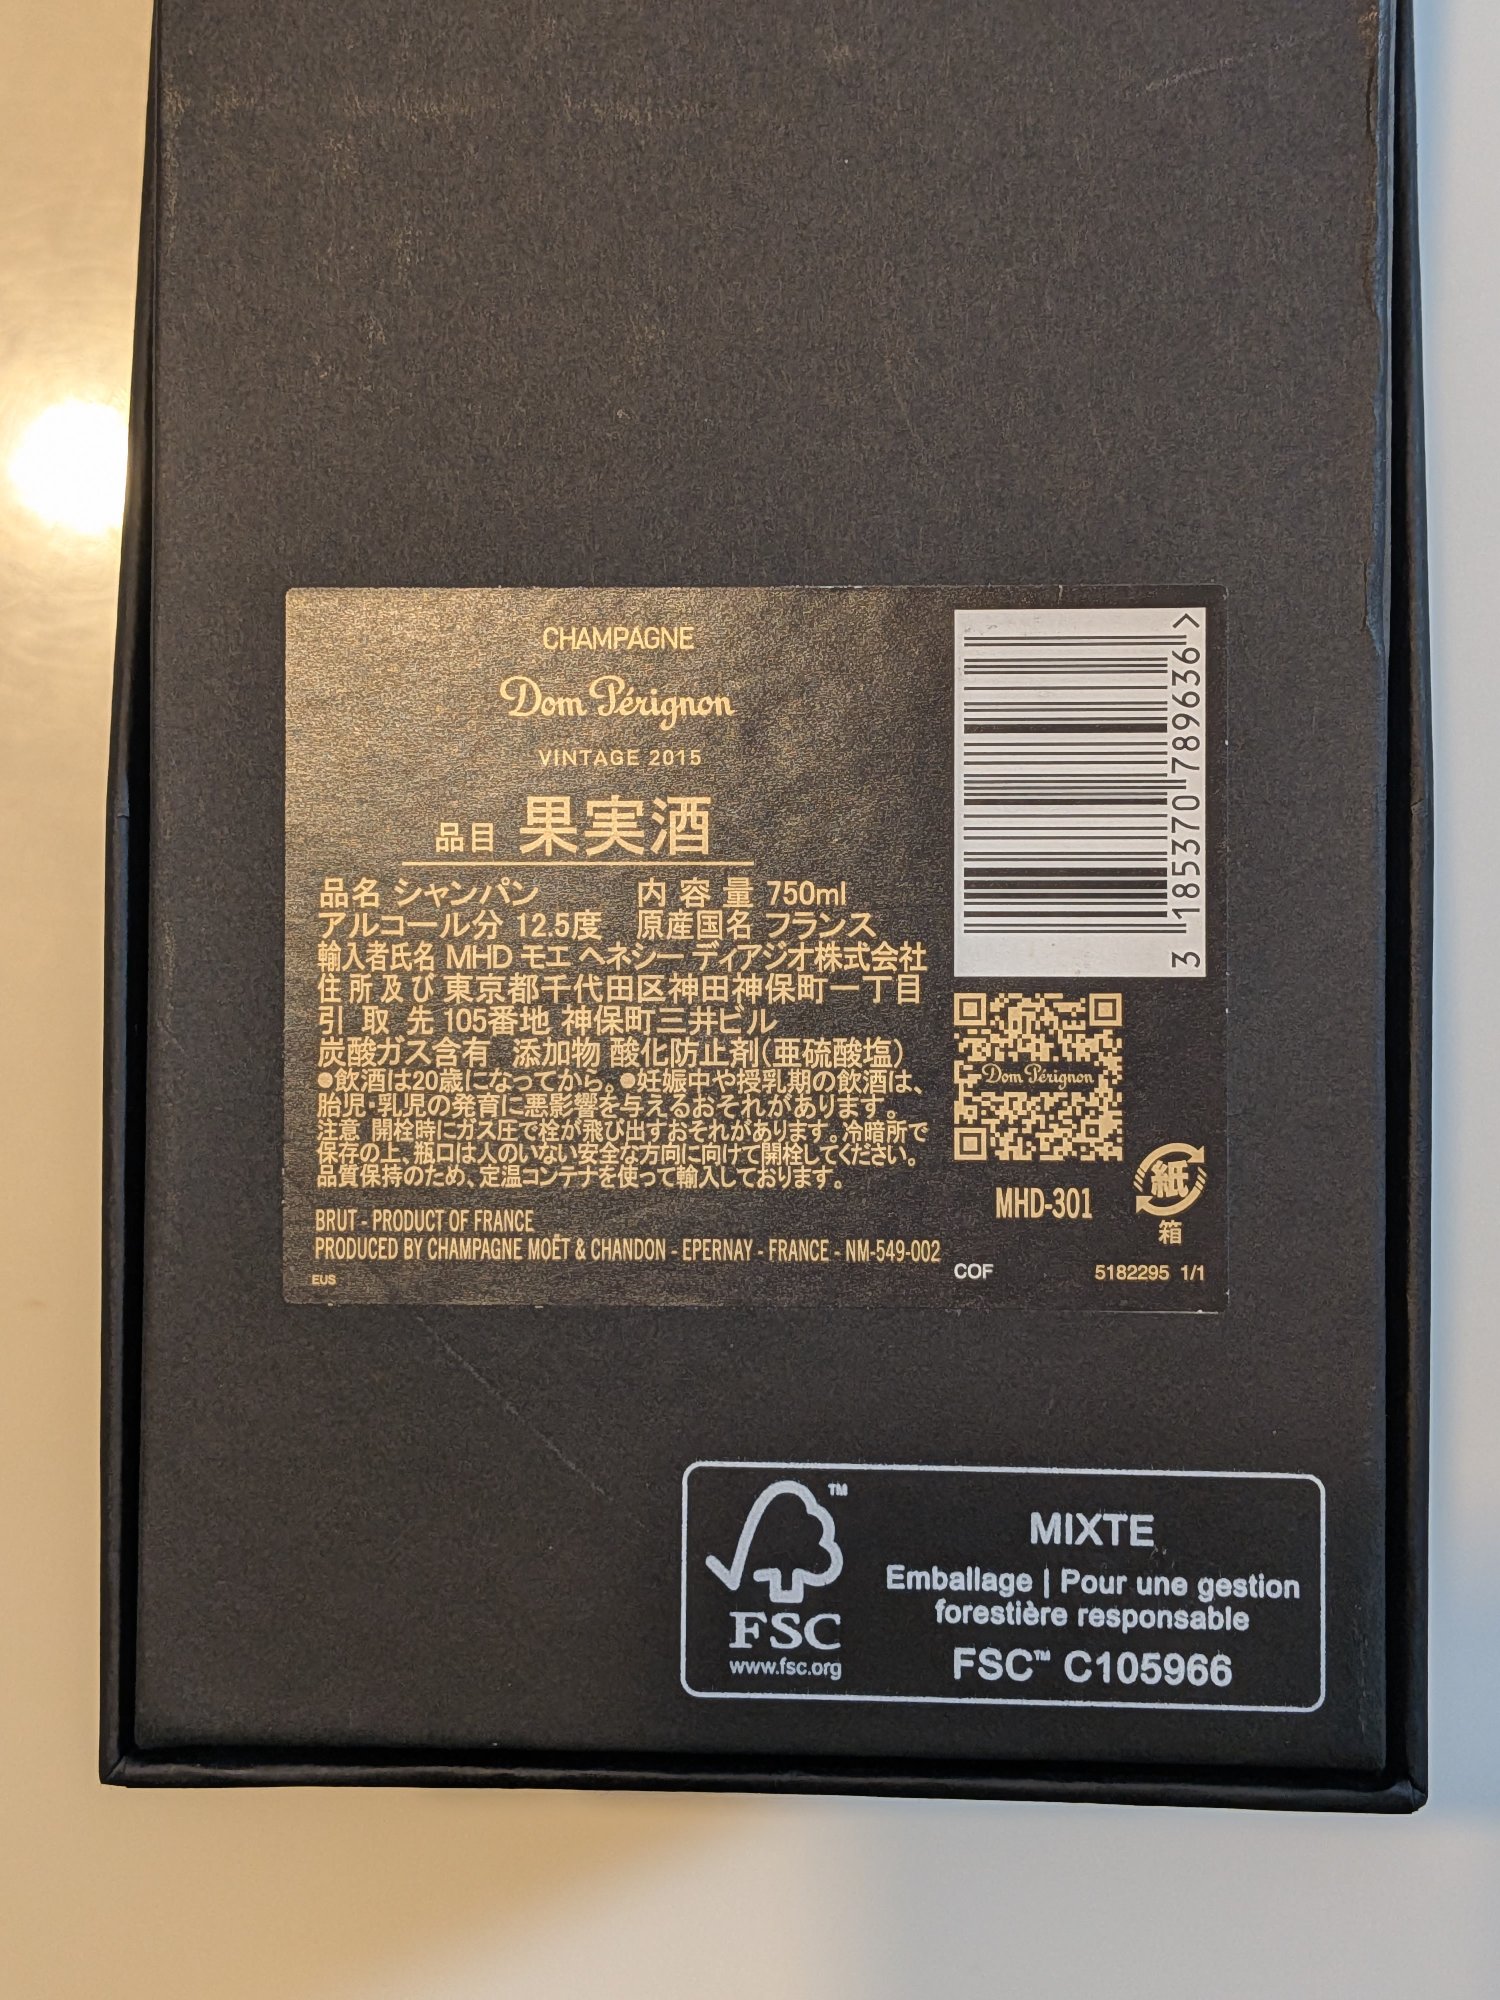 CHAMPAGNE
Dom Pérignon
VINTAGE 2015
品目 果実酒
品名 シャンパン 内容量 750ml
アルコール分 12.5度 原産国名 フランス
輸入者氏名 MHD モエ ヘネシー ディアジオ株式会社
住所及び 東京都千代田区神田神保町一丁目
引取先 105番地 神保町三井ビル
炭酸ガス含有 添加物 酸化防止剤(亜硫酸塩)
●飲酒は20歳になってから。●妊娠中や授乳期の飲酒は、
胎児・乳児の発育に悪影響を与えるおそれがあります。
注意 開栓時にガス圧で栓が飛び出すおそれがあります。冷暗所で
保存の上、瓶口は人のいない安全な方向に向けて開栓してください。
品質保持のため、定温コンテナを使って輸入しております。
BRUT - PRODUCT OF FRANCE
PRODUCED BY CHAMPAGNE MOËT & CHANDON - EPERNAY - FRANCE - NM-549-002
EUS
3 185370 789636 >
Dom Pérignon
MHD-301
紙
箱
COF 5182295 1/1
FSC
www.fsc.org
MIXTE
Emballage | Pour une gestion
forestière responsable
FSC™ C105966